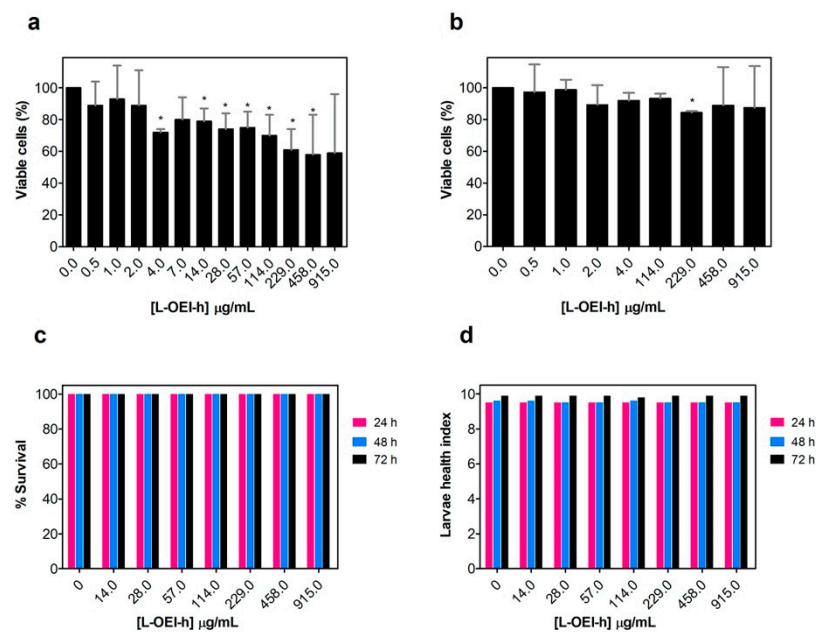 a
Viable cells (%)
100
80
60
40
20
0
* * * * * * * *
0.0 0.5 1.0 2.0 4.0 7.0 14.0 28.0 57.0 114.0 229.0 458.0 915.0
[L-OEI-h] µg/mL
b
Viable cells (%)
100
80
60
40
20
0
*
0.0 0.5 1.0 2.0 4.0 114.0 229.0 458.0 915.0
[L-OEI-h] µg/mL
c
% Survival
100
80
60
40
20
0
0 14.0 28.0 57.0 114.0 229.0 458.0 915.0
[L-OEI-h] µg/mL
24 h
48 h
72 h
d
Larvae health index
10
8
6
4
2
0
0 14.0 28.0 57.0 114.0 229.0 458.0 915.0
[L-OEI-h] µg/mL
24 h
48 h
72 h